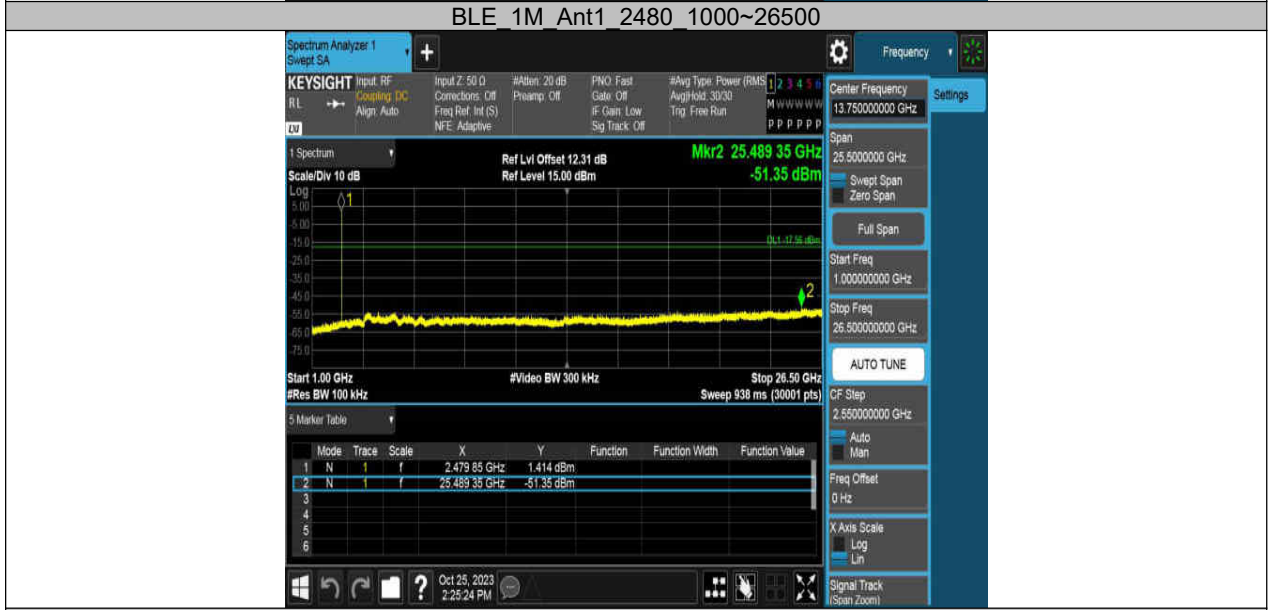 BLE_1M_Ant1_2480_1000~26500
Spectrum Analyzer 1
Swept SA
+
Frequency
KEYSIGHT
RL
LXI
Input: RF
Coupling: DC
Align: Auto
Input Z: 50 Ω
Corrections: Off
Freq Ref: Int (S)
NFE: Adaptive
#Atten: 20 dB
Preamp: Off
PNO: Fast
Gate: Off
IF Gain: Low
Sig Track: Off
#Avg Type: Power (RMS
Avg|Hold: 30/30
Trig: Free Run
1 2 3 4 5 6
M W W W W W
P P P P P P
Center Frequency
13.750000000 GHz
Settings
1 Spectrum
Scale/Div 10 dB
Ref Lvl Offset 12.31 dB
Ref Level 15.00 dBm
Mkr2 25.489 35 GHz
-51.35 dBm
Log
5.00
-5.00
-15.0
-25.0
-35.0
-45.0
-55.0
-65.0
-75.0
1
DL1 -17.56 dBm
2
Start 1.00 GHz
#Res BW 100 kHz
#Video BW 300 kHz
Stop 26.50 GHz
Sweep 938 ms (30001 pts)
Span
25.5000000 GHz
Swept Span
Zero Span
Full Span
Start Freq
1.000000000 GHz
Stop Freq
26.500000000 GHz
AUTO TUNE
CF Step
2.550000000 GHz
Auto
Man
Freq Offset
0 Hz
X Axis Scale
Log
Lin
Signal Track
(Span Zoom)
5 Marker Table
Mode Trace Scale X Y Function Function Width Function Value
1 N 1 f 2.479 85 GHz 1.414 dBm
2 N 1 f 25.489 35 GHz -51.35 dBm
3
4
5
6
?
Oct 25, 2023
2:25:24 PM